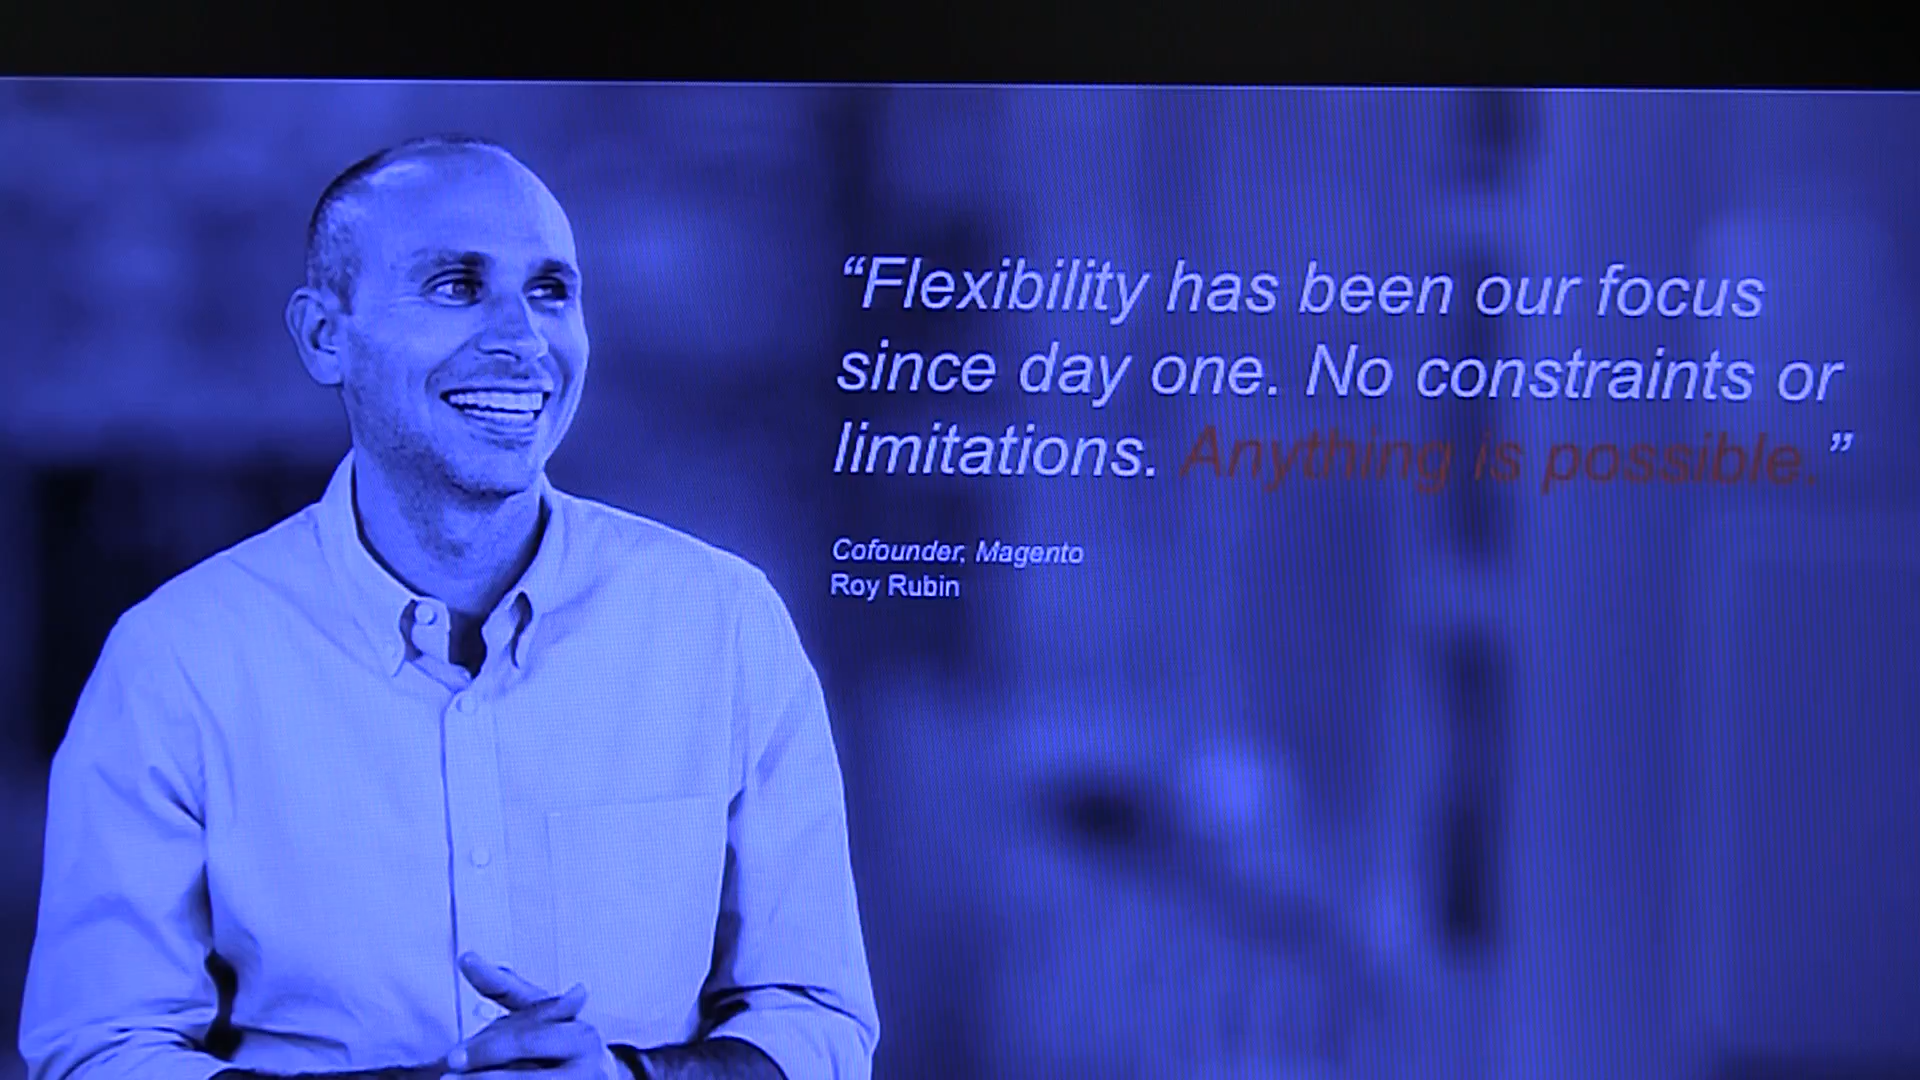 “Flexibility has been our focus
since day one. No constraints or
limitations. Anything is possible.”
Cofounder, Magento
Roy Rubin